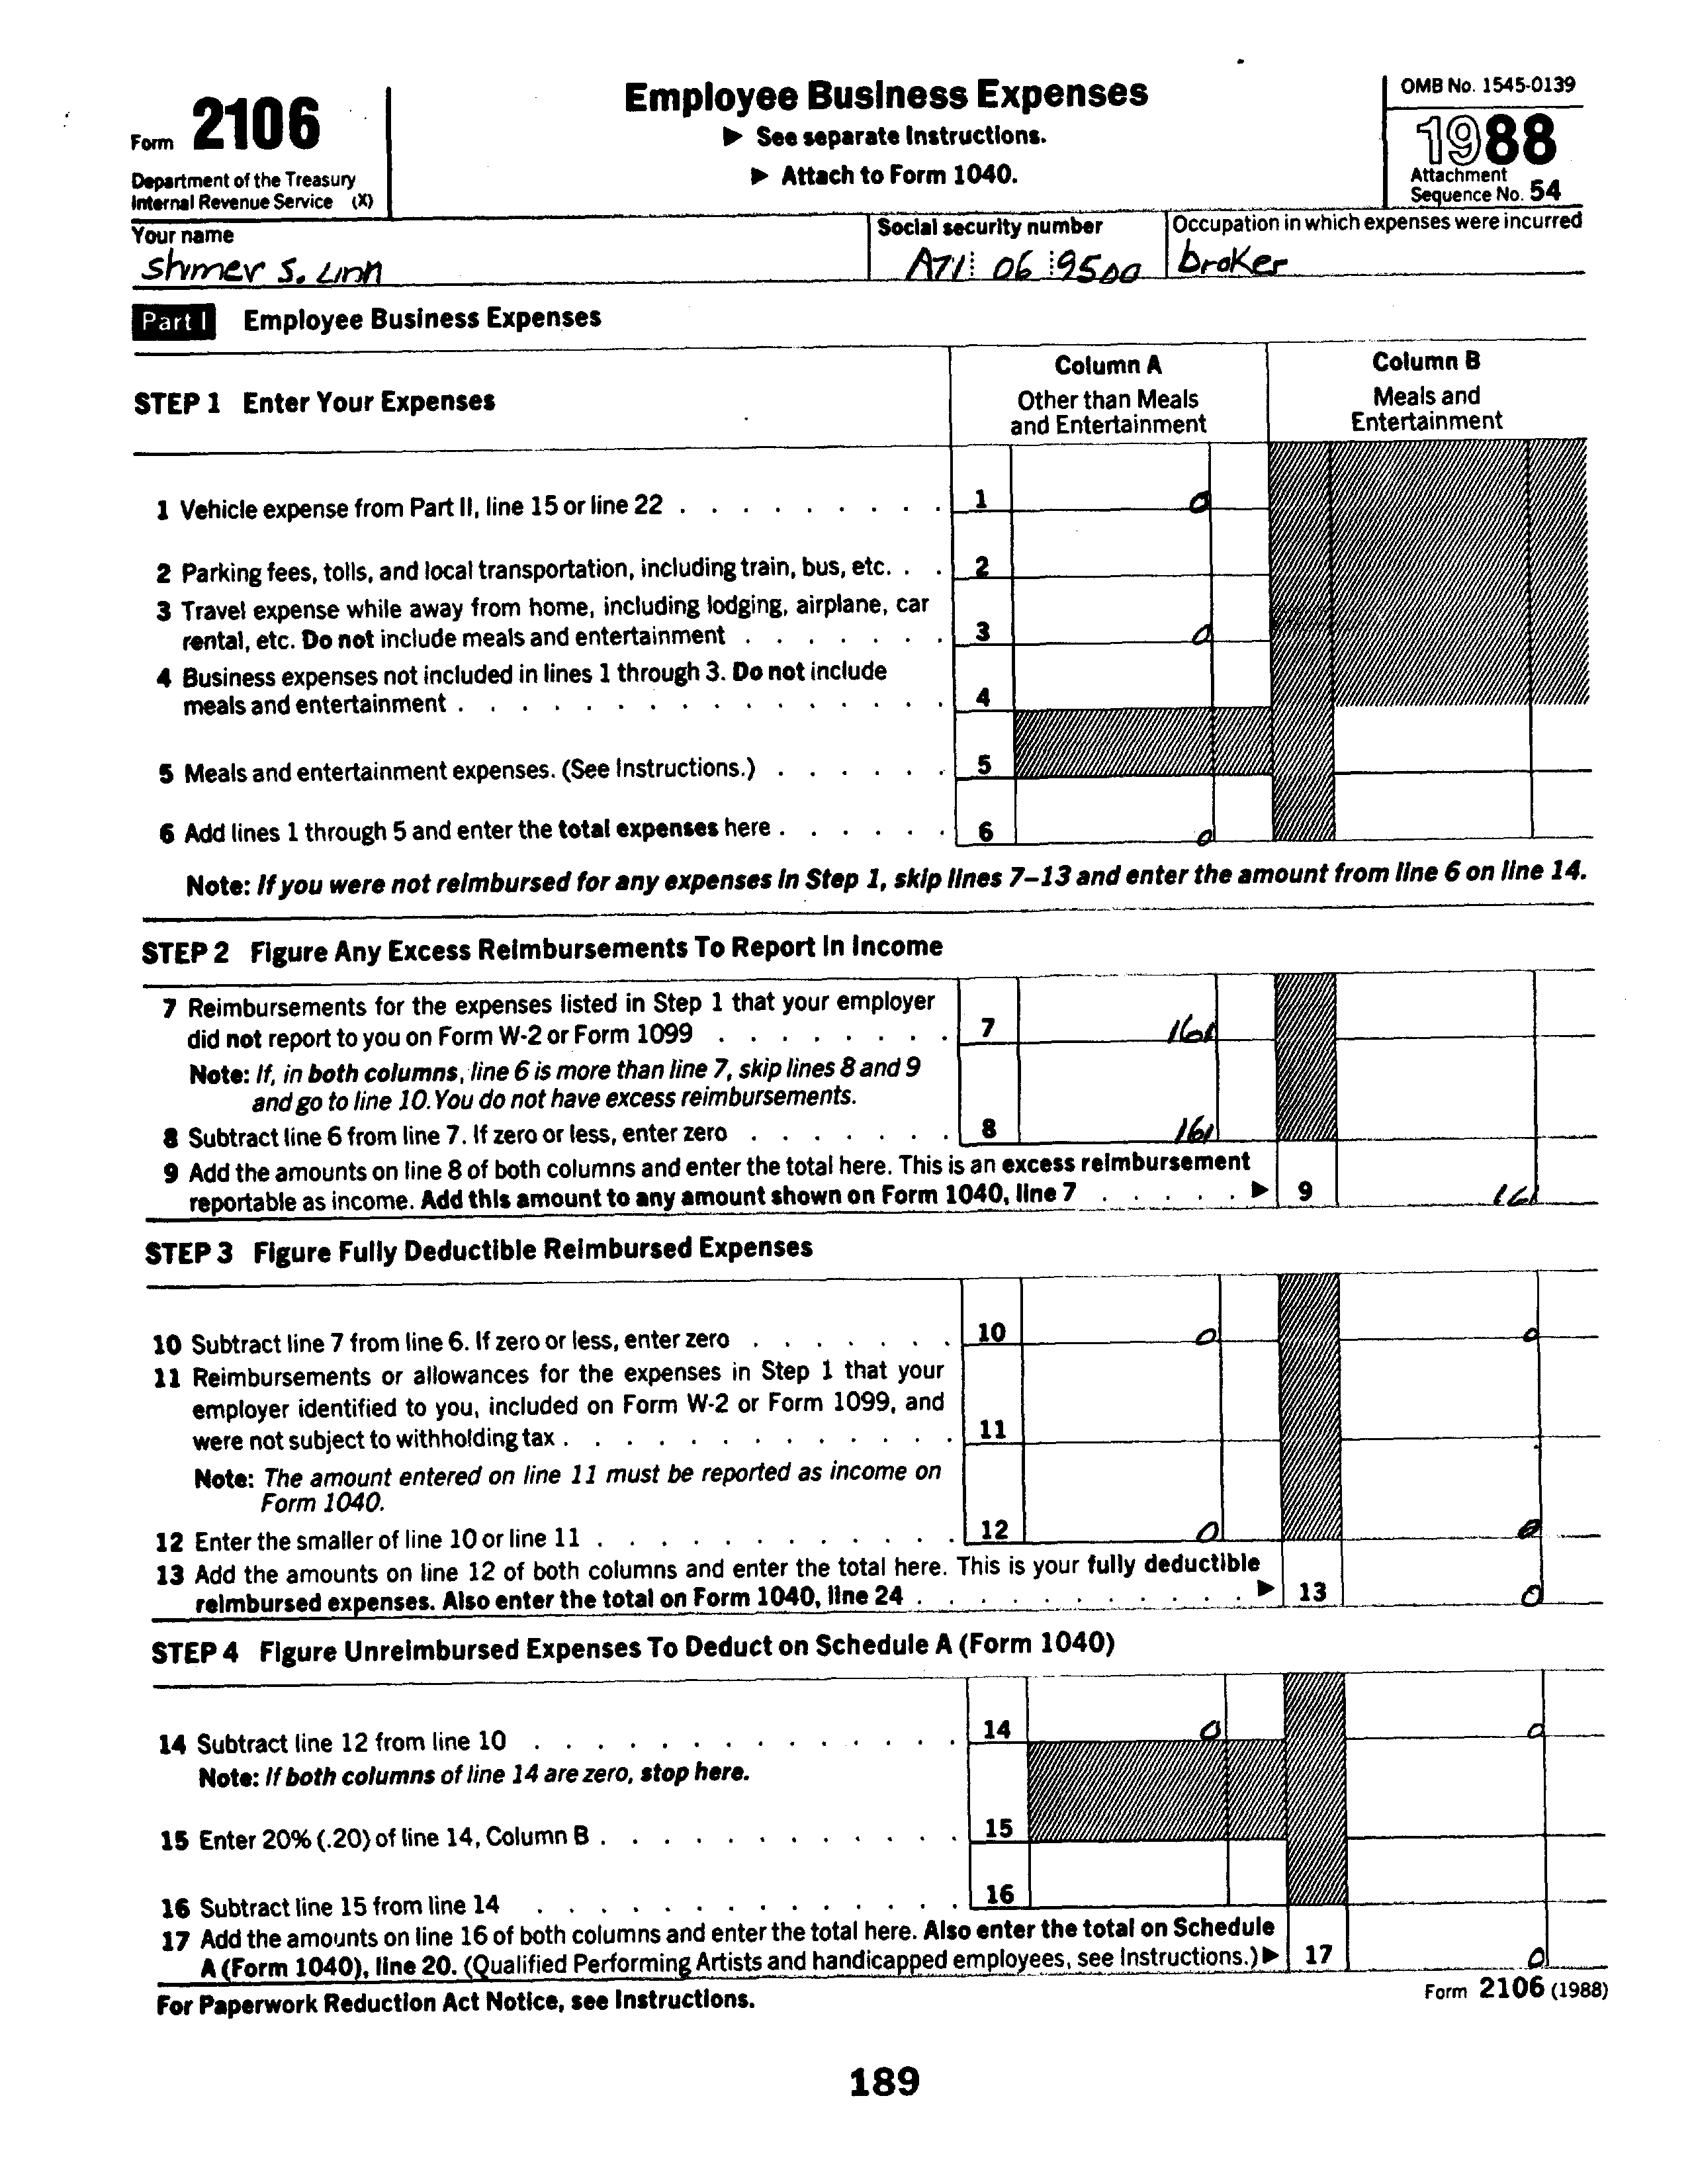 Form 2106
Department of the Treasury
Internal Revenue Service (X)
Employee Business Expenses
▶ See separate Instructions.
▶ Attach to Form 1040.
OMB No. 1545-0139
1988
Attachment
Sequence No. 54
Your name
Shmer S. Linn
Social security number
A71 06 9500
Occupation in which expenses were incurred
broker
Part I Employee Business Expenses
STEP 1 Enter Your Expenses
Column A
Other than Meals
and Entertainment
Column B
Meals and
Entertainment
1 Vehicle expense from Part II, line 15 or line 22 . . . . . . . . . 1 0
2 Parking fees, tolls, and local transportation, including train, bus, etc. . . 2
3 Travel expense while away from home, including lodging, airplane, car
rental, etc. Do not include meals and entertainment . . . . . . . 3 0
4 Business expenses not included in lines 1 through 3. Do not include
meals and entertainment . . . . . . . . . . . . . . . . 4
5 Meals and entertainment expenses. (See Instructions.) . . . . . . 5
6 Add lines 1 through 5 and enter the total expenses here . . . . . . 6 0
Note: If you were not reimbursed for any expenses in Step 1, skip lines 7–13 and enter the amount from line 6 on line 14.
STEP 2 Figure Any Excess Reimbursements To Report In Income
7 Reimbursements for the expenses listed in Step 1 that your employer
did not report to you on Form W-2 or Form 1099 . . . . . . . . 7 161
Note: If, in both columns, line 6 is more than line 7, skip lines 8 and 9
and go to line 10. You do not have excess reimbursements.
8 Subtract line 6 from line 7. If zero or less, enter zero . . . . . . . 8 161
9 Add the amounts on line 8 of both columns and enter the total here. This is an excess reimbursement
reportable as income. Add this amount to any amount shown on Form 1040, line 7 . . . . . ▶ 9 161
STEP 3 Figure Fully Deductible Reimbursed Expenses
10 Subtract line 7 from line 6. If zero or less, enter zero . . . . . . . 10 0 0
11 Reimbursements or allowances for the expenses in Step 1 that your
employer identified to you, included on Form W-2 or Form 1099, and
were not subject to withholding tax . . . . . . . . . . . . . 11
Note: The amount entered on line 11 must be reported as income on
Form 1040.
12 Enter the smaller of line 10 or line 11 . . . . . . . . . . . . 12 0 0
13 Add the amounts on line 12 of both columns and enter the total here. This is your fully deductible
reimbursed expenses. Also enter the total on Form 1040, line 24 . . . . . . . . . . . ▶ 13 0
STEP 4 Figure Unreimbursed Expenses To Deduct on Schedule A (Form 1040)
14 Subtract line 12 from line 10 . . . . . . . . . . . . . . 14 0 0
Note: If both columns of line 14 are zero, stop here.
15 Enter 20% (.20) of line 14, Column B . . . . . . . . . . . . 15
16 Subtract line 15 from line 14 . . . . . . . . . . . . . . 16
17 Add the amounts on line 16 of both columns and enter the total here. Also enter the total on Schedule
A (Form 1040), line 20. (Qualified Performing Artists and handicapped employees, see Instructions.) ▶ 17 0
For Paperwork Reduction Act Notice, see Instructions.
Form 2106 (1988)
189